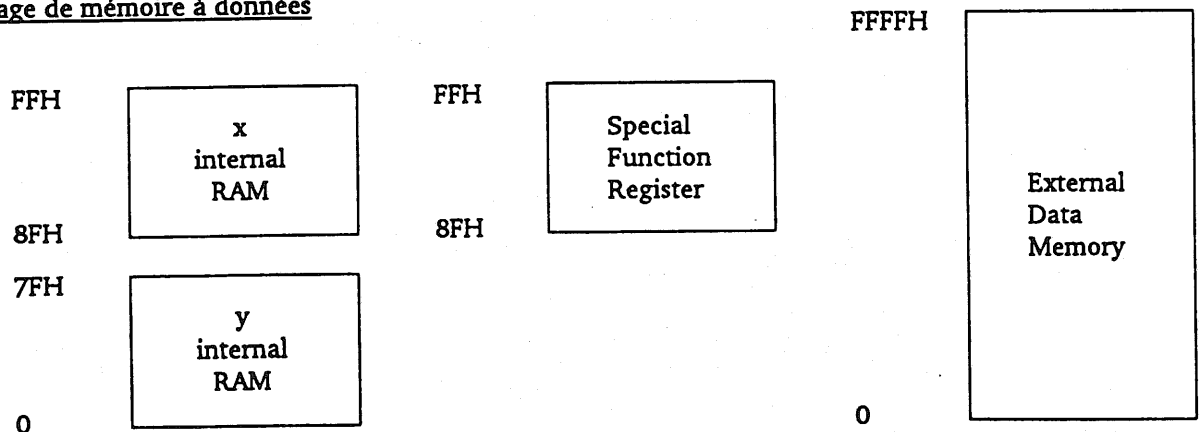 age de mémoire à données
FFFFH
FFH
x
internal
RAM
8FH
7FH
y
internal
RAM
0
FFH
Special
Function
Register
8FH
External
Data
Memory
0